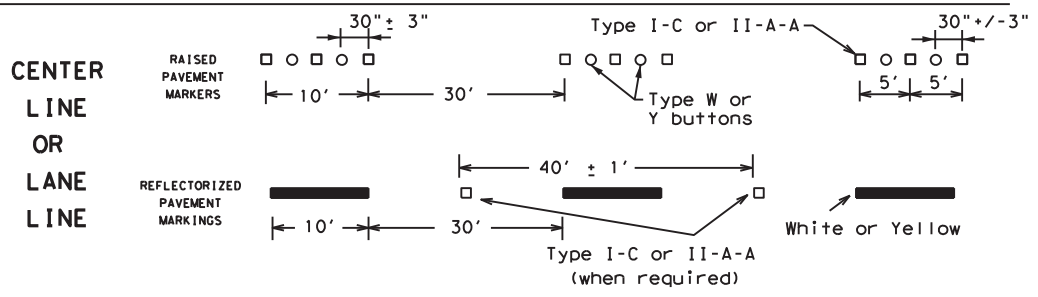 CENTER
LINE
OR
LANE
LINE
RAISED
PAVEMENT
MARKERS
30"± 3"
Type I-C or II-A-A
30"+/-3"
10'
30'
Type W or
Y buttons
5'
5'
REFLECTORIZED
PAVEMENT
MARKINGS
40' ± 1'
10'
30'
Type I-C or II-A-A
(when required)
White or Yellow